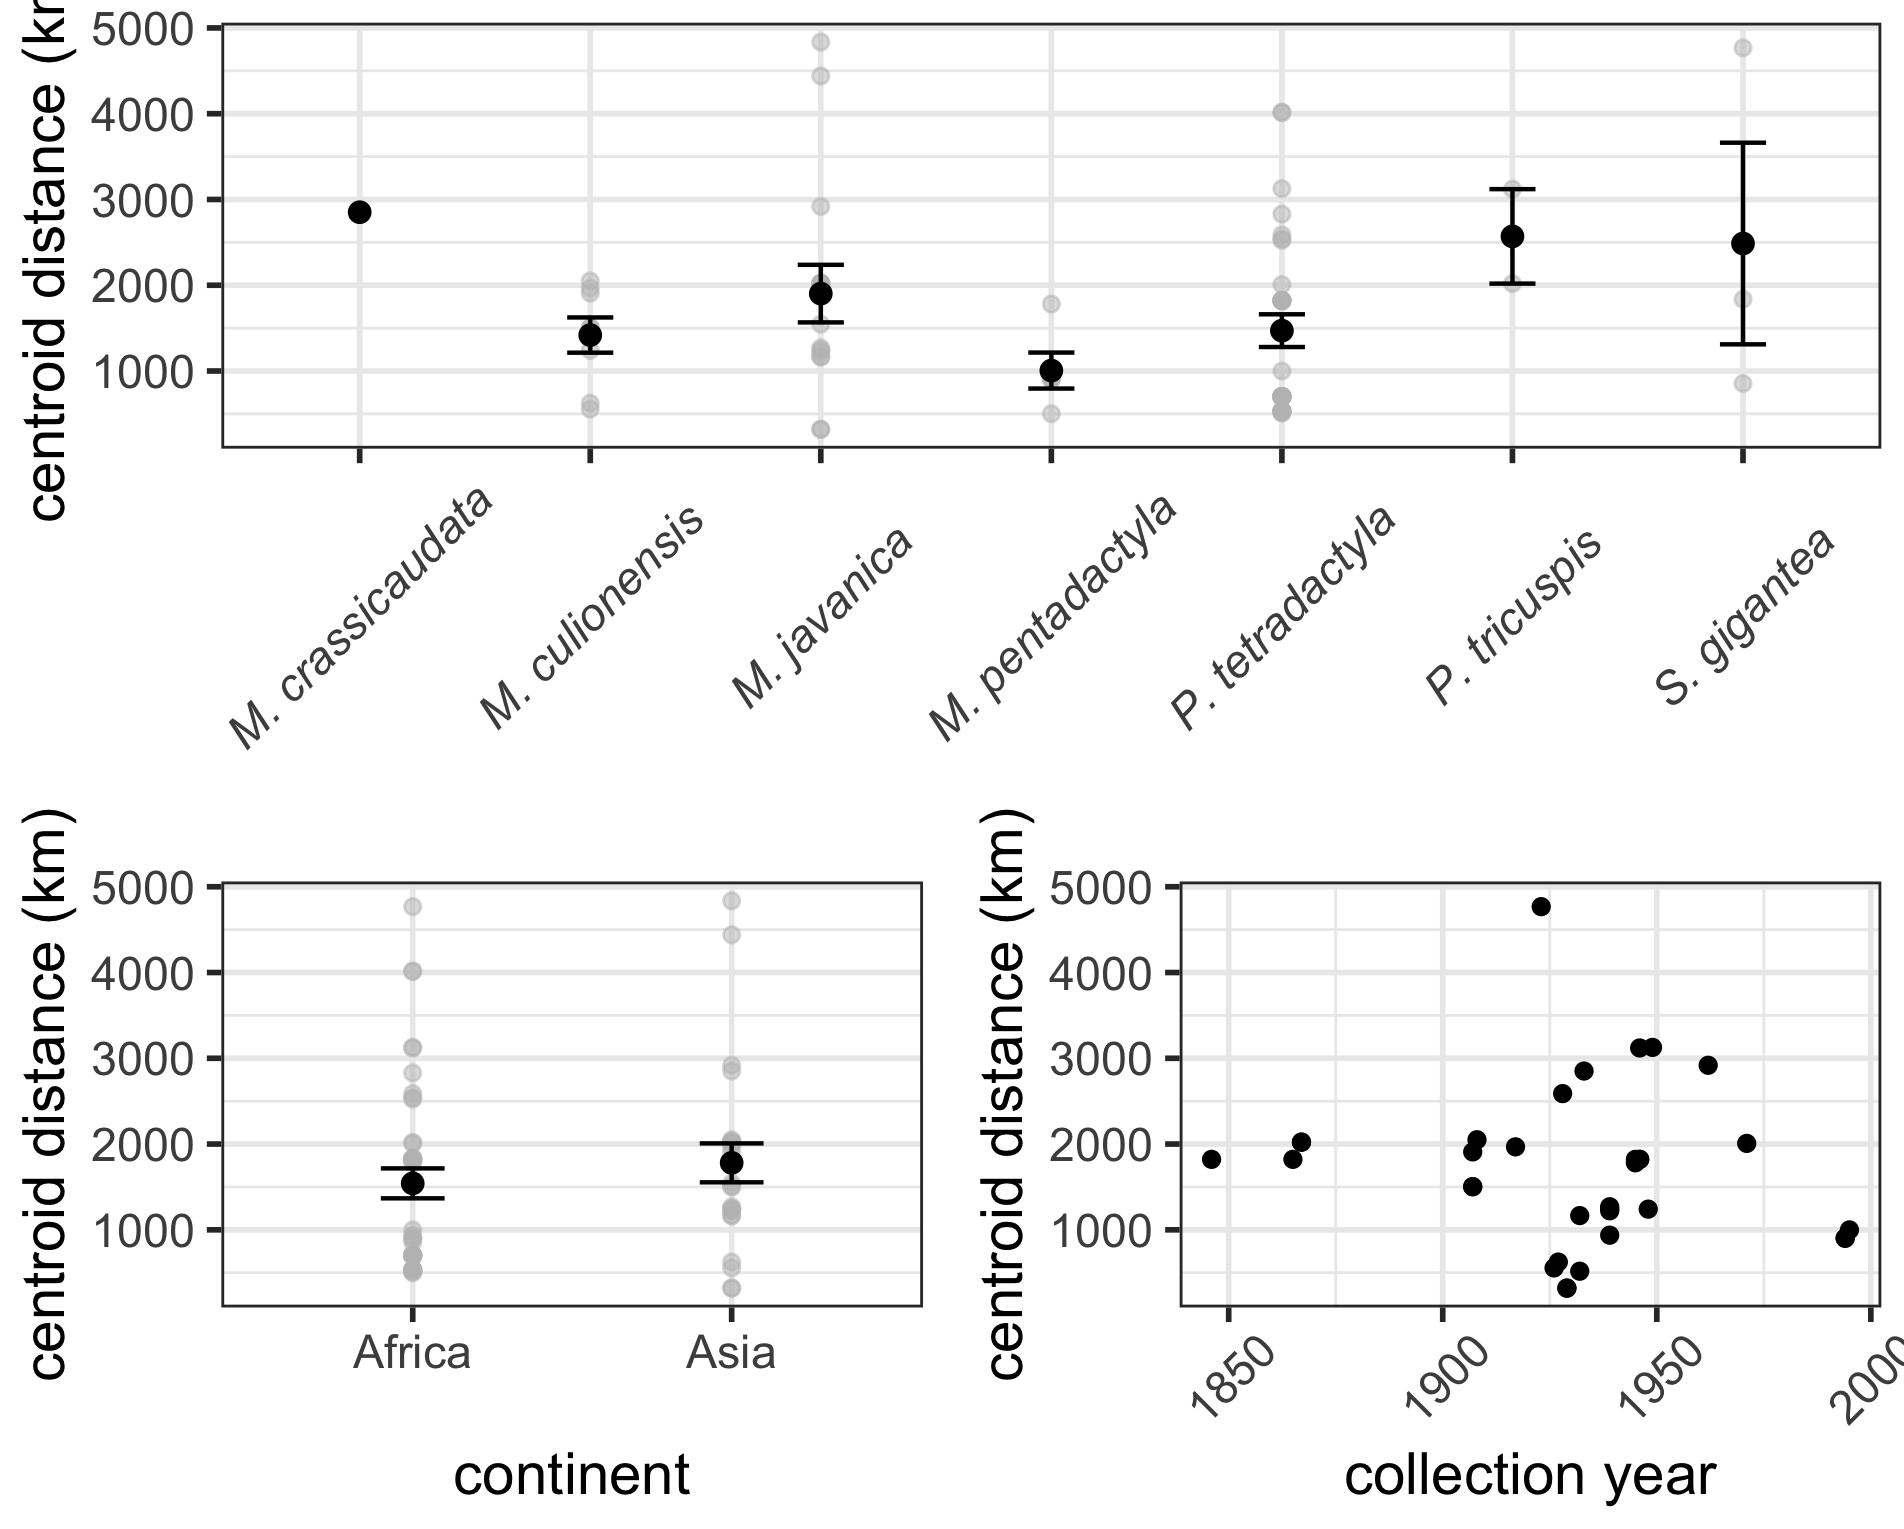 centroid distance (km
5000
4000
3000
2000
1000
M. crassicaudata
M. culionensis
M. javanica
M. pentadactyla
P. tetradactyla
P. tricuspis
S. gigantea
centroid distance (km)
5000
4000
3000
2000
1000
Africa
Asia
continent
centroid distance (km)
5000
4000
3000
2000
1000
1850
1900
1950
2000
collection year